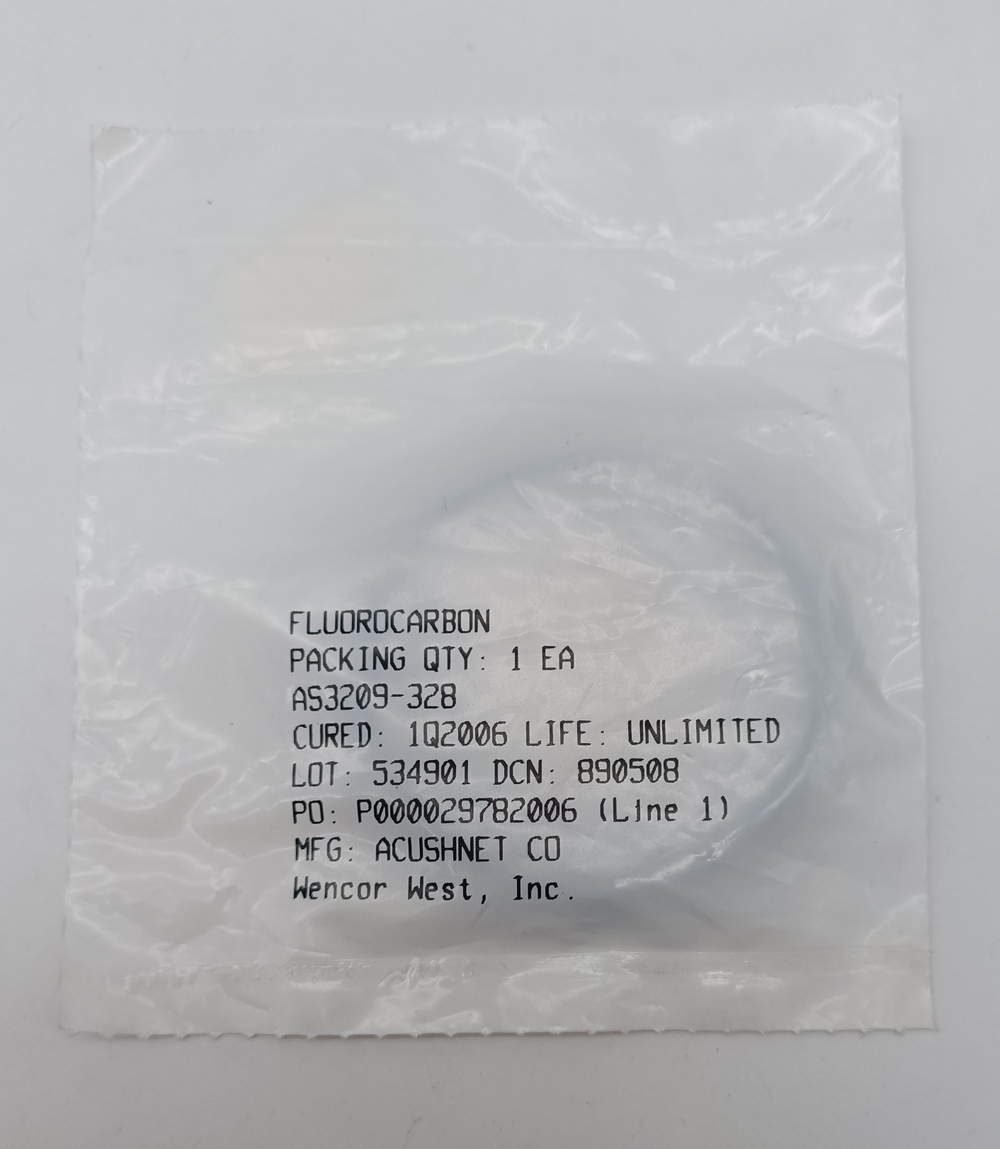 FLUOROCARBON
PACKING QTY: 1 EA
AS3209-328
CURED: 1Q2006 LIFE: UNLIMITED
LOT: 534901 DCN: 890508
PO: P000029782006 (Line 1)
MFG: ACUSHNET CO
Wencor West, Inc.